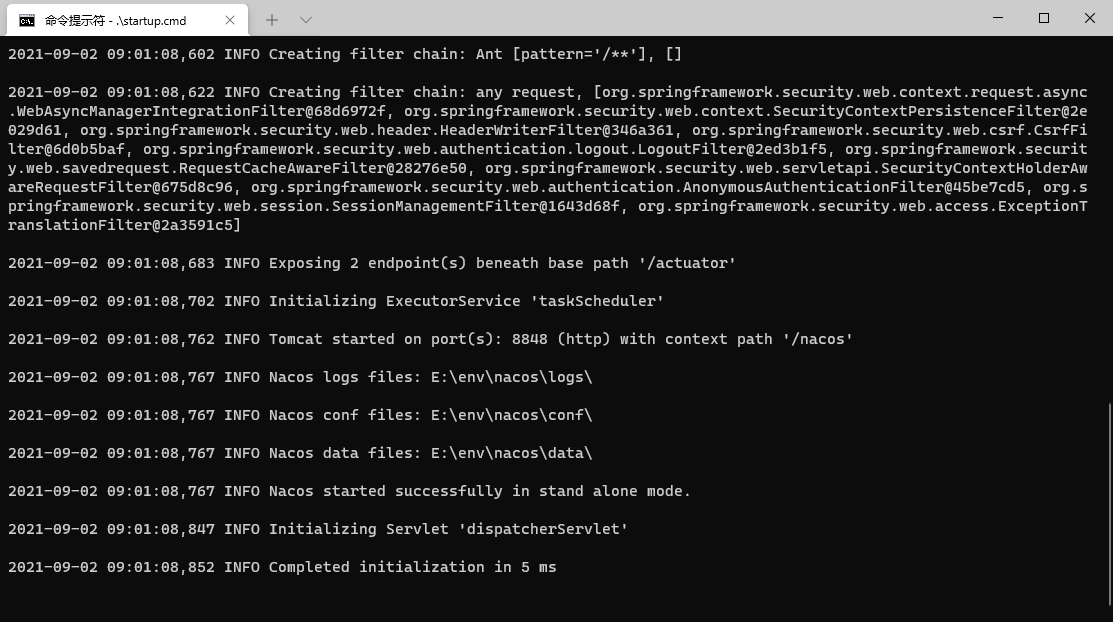 命令提示符 - .\startup.cmd
2021-09-02 09:01:08,602 INFO Creating filter chain: Ant [pattern='/**'], []
2021-09-02 09:01:08,622 INFO Creating filter chain: any request, [org.springframework.security.web.context.request.async
.WebAsyncManagerIntegrationFilter@68d6972f, org.springframework.security.web.context.SecurityContextPersistenceFilter@2e
029d61, org.springframework.security.web.header.HeaderWriterFilter@346a361, org.springframework.security.web.csrf.CsrfFi
lter@6d0b5baf, org.springframework.security.web.authentication.logout.LogoutFilter@2ed3b1f5, org.springframework.securit
y.web.savedrequest.RequestCacheAwareFilter@28276e50, org.springframework.security.web.servletapi.SecurityContextHolderAw
areRequestFilter@675d8c96, org.springframework.security.web.authentication.AnonymousAuthenticationFilter@45be7cd5, org.s
pringframework.security.web.session.SessionManagementFilter@1643d68f, org.springframework.security.web.access.ExceptionT
ranslationFilter@2a3591c5]
2021-09-02 09:01:08,683 INFO Exposing 2 endpoint(s) beneath base path '/actuator'
2021-09-02 09:01:08,702 INFO Initializing ExecutorService 'taskScheduler'
2021-09-02 09:01:08,762 INFO Tomcat started on port(s): 8848 (http) with context path '/nacos'
2021-09-02 09:01:08,767 INFO Nacos logs files: E:\env\nacos\logs\
2021-09-02 09:01:08,767 INFO Nacos conf files: E:\env\nacos\conf\
2021-09-02 09:01:08,767 INFO Nacos data files: E:\env\nacos\data\
2021-09-02 09:01:08,767 INFO Nacos started successfully in stand alone mode.
2021-09-02 09:01:08,847 INFO Initializing Servlet 'dispatcherServlet'
2021-09-02 09:01:08,852 INFO Completed initialization in 5 ms